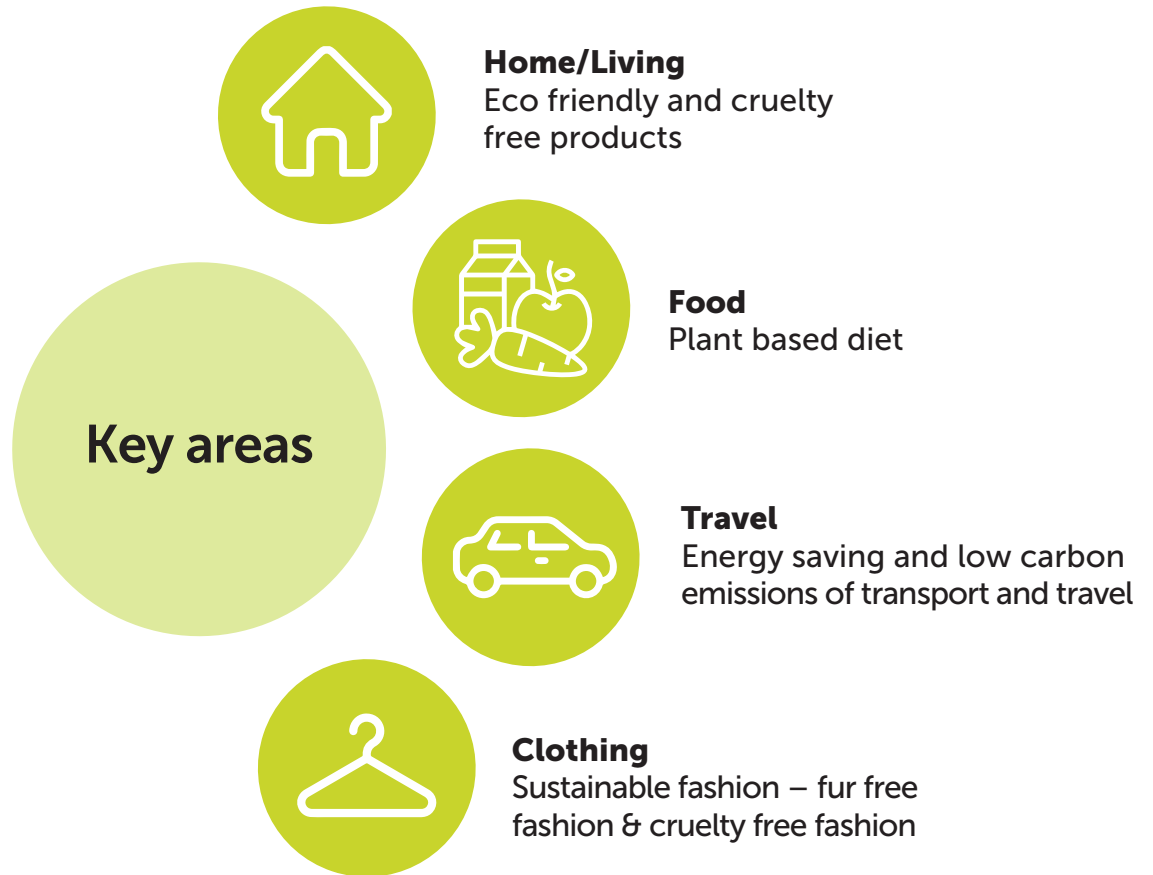 Home/Living
Eco friendly and cruelty
free products
Food
Plant based diet
Key areas
Travel
Energy saving and low carbon
emissions of transport and travel
Clothing
Sustainable fashion – fur free
fashion & cruelty free fashion